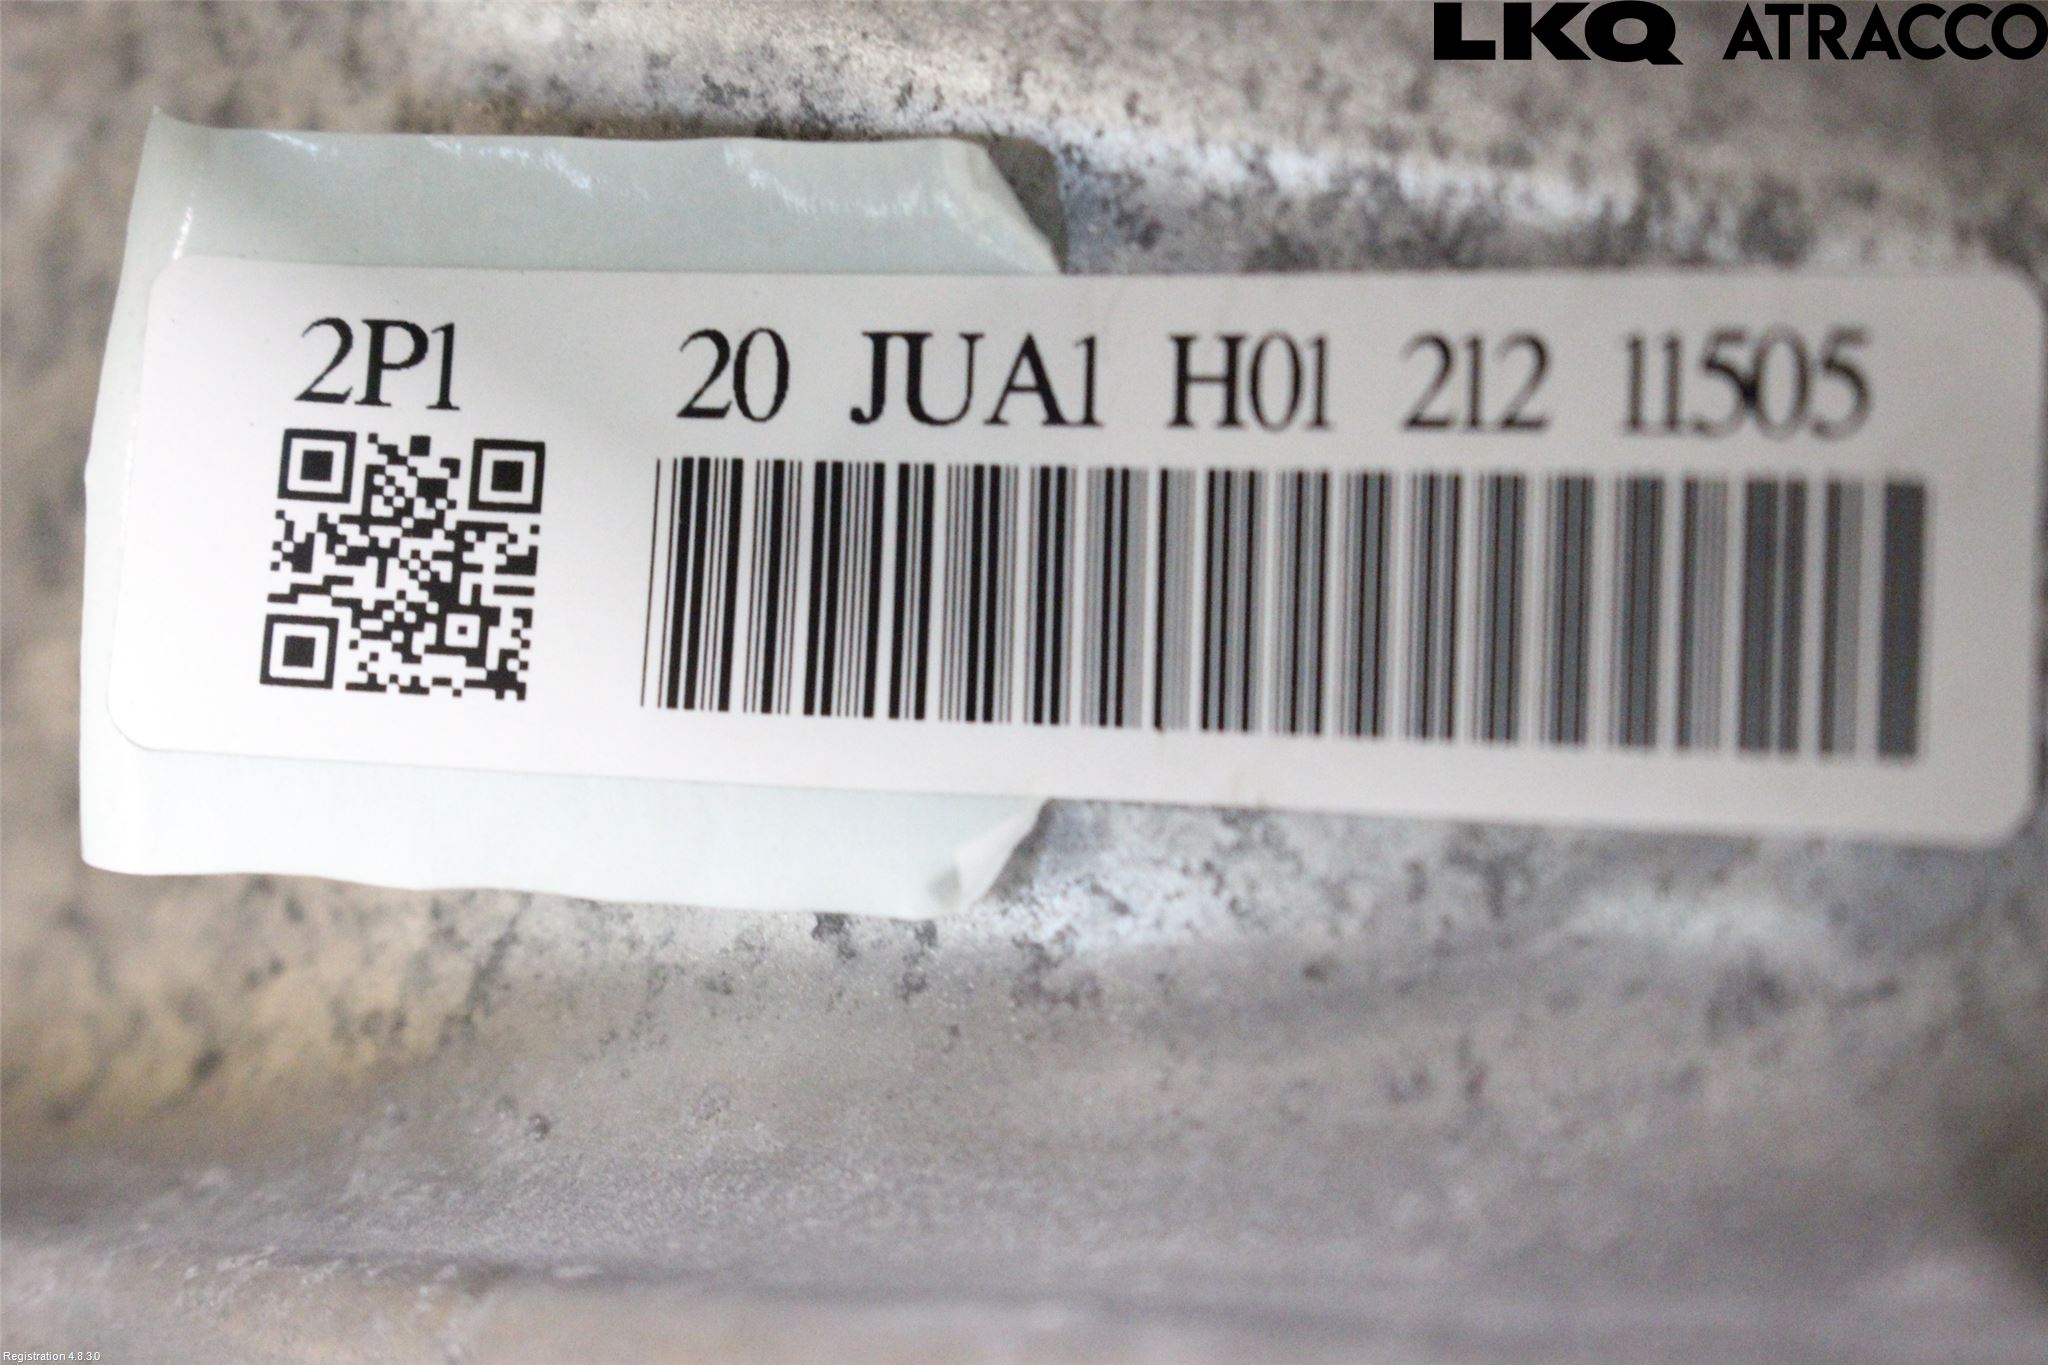 LKQ ATRACCO
2P1 20 JUA1 H01 212 11505
Registration 4.8.3.0